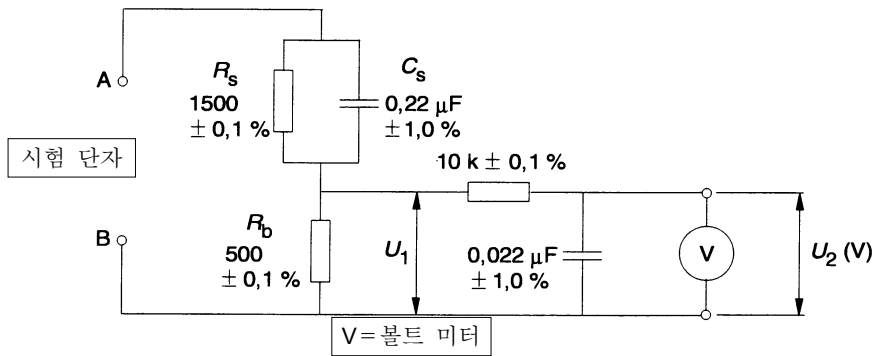 A
R_s
1500
± 0,1 %
C_s
0,22 µF
± 1,0 %
시험 단자
10 k ± 0,1 %
B
R_b
500
± 0,1 %
U_1
0,022 µF
± 1,0 %
V
U_2 (V)
V=볼트 미터